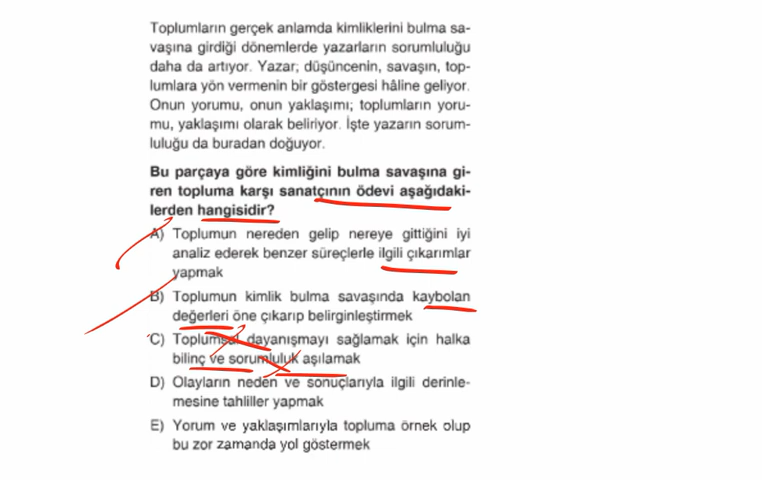 Toplumların gerçek anlamda kimliklerini bulma sa-
vaşına girdiği dönemlerde yazarların sorumluluğu
daha da artıyor. Yazar; düşüncenin, savaşın, top-
lumlara yön vermenin bir göstergesi hâline geliyor.
Onun yorumu, onun yaklaşımı; toplumların yoru-
mu, yaklaşımı olarak beliriyor. İşte yazarın sorum-
luluğu da buradan doğuyor.
Bu parçaya göre kimliğini bulma savaşına gi-
ren topluma karşı sanatçının ödevi aşağıdaki-
lerden hangisidir?
A) Toplumun nereden gelip nereye gittiğini iyi
analiz ederek benzer süreçlerle ilgili çıkarımlar
yapmak
B) Toplumun kimlik bulma savaşında kaybolan
değerleri öne çıkarıp belirginleştirmek
C) Toplumsal dayanışmayı sağlamak için halka
bilinç ve sorumluluk aşılamak
D) Olayların neden ve sonuçlarıyla ilgili derinle-
mesine tahliller yapmak
E) Yorum ve yaklaşımlarıyla topluma örnek olup
bu zor zamanda yol göstermek